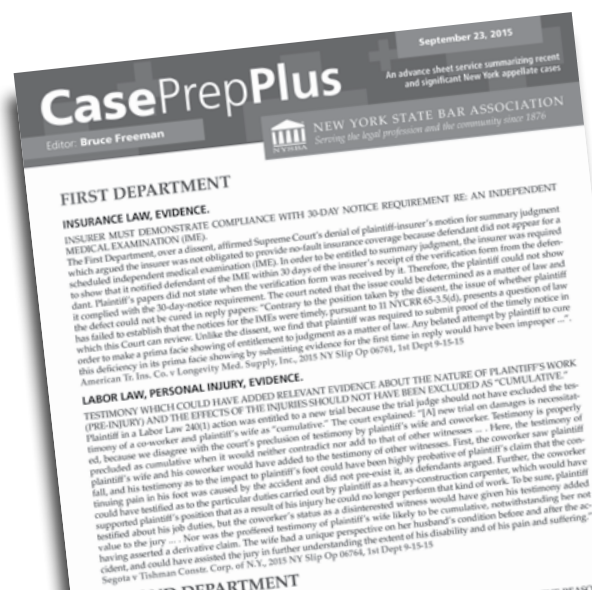 September 23, 2015
CasePrepPlus
An advance sheet service summarizing recent
and significant New York appellate cases
Editor: Bruce Freeman
NYSBA
NEW YORK STATE BAR ASSOCIATION
Serving the legal profession and the community since 1876
FIRST DEPARTMENT
INSURANCE LAW, EVIDENCE.
INSURER MUST DEMONSTRATE COMPLIANCE WITH 30-DAY NOTICE REQUIREMENT RE: AN INDEPENDENT
MEDICAL EXAMINATION (IME).
The First Department, over a dissent, affirmed Supreme Court's denial of plaintiff-insurer's motion for summary judgment
which argued the insurer was not obligated to provide no-fault insurance coverage because defendant did not appear for a
scheduled independent medical examination (IME). In order to be entitled to summary judgment, the insurer was required
to show that it notified defendant of the IME within 30 days of the insurer's receipt of the verification form from the defen-
dant. Plaintiff's papers did not state when the verification form was received by it. Therefore, the plaintiff could not show
it complied with the 30-day-notice requirement. The court noted that the issue could be determined as a matter of law and
the defect could not be cured in reply papers: "Contrary to the position taken by the dissent, the issue of whether plaintiff
has failed to establish that the notices for the IMEs were timely, pursuant to 11 NYCRR 65-3.5(d), presents a question of law
which this Court can review. Unlike the dissent, we find that plaintiff was required to submit proof of the timely notice in
order to make a prima facie showing of entitlement to judgment as a matter of law. Any belated attempt by plaintiff to cure
this deficiency in its prima facie showing by submitting evidence for the first time in reply would have been improper ...".
American Tr. Ins. Co. v Longevity Med. Supply, Inc., 2015 NY Slip Op 06761, 1st Dept 9-15-15
LABOR LAW, PERSONAL INJURY, EVIDENCE.
TESTIMONY WHICH COULD HAVE ADDED RELEVANT EVIDENCE ABOUT THE NATURE OF PLAINTIFF'S WORK
(PRE-INJURY) AND THE EFFECTS OF THE INJURIES SHOULD NOT HAVE BEEN EXCLUDED AS "CUMULATIVE."
Plaintiff in a Labor Law 240(1) action was entitled to a new trial because the trial judge should not have excluded the tes-
timony of a co-worker and plaintiff's wife as "cumulative." The court explained: "[A] new trial on damages is necessitat-
ed, because we disagree with the court's preclusion of testimony by plaintiff's wife and coworker. Testimony is properly
precluded as cumulative when it would neither contradict nor add to that of other witnesses ... . Here, the testimony of
plaintiff's wife and his coworker would have added to the testimony of other witnesses. First, the coworker saw plaintiff
fall, and his testimony as to the impact to plaintiff's foot could have been highly probative of plaintiff's claim that the con-
tinuing pain in his foot was caused by the accident and did not pre-exist it, as defendants argued. Further, the coworker
could have testified as to the particular duties carried out by plaintiff as a heavy-construction carpenter, which would have
supported plaintiff's position that as a result of his injury he could no longer perform that kind of work. To be sure, plaintiff
testified about his job duties, but the coworker's status as a disinterested witness would have given his testimony added
value to the jury ... . Nor was the proffered testimony of plaintiff's wife likely to be cumulative, notwithstanding her not
having asserted a derivative claim. The wife had a unique perspective on her husband's condition before and after the ac-
cident, and could have assisted the jury in further understanding the extent of his disability and of his pain and suffering."
Segota v Tishman Constr. Corp. of N.Y., 2015 NY Slip Op 06764, 1st Dept 9-15-15
DEPARTMENT